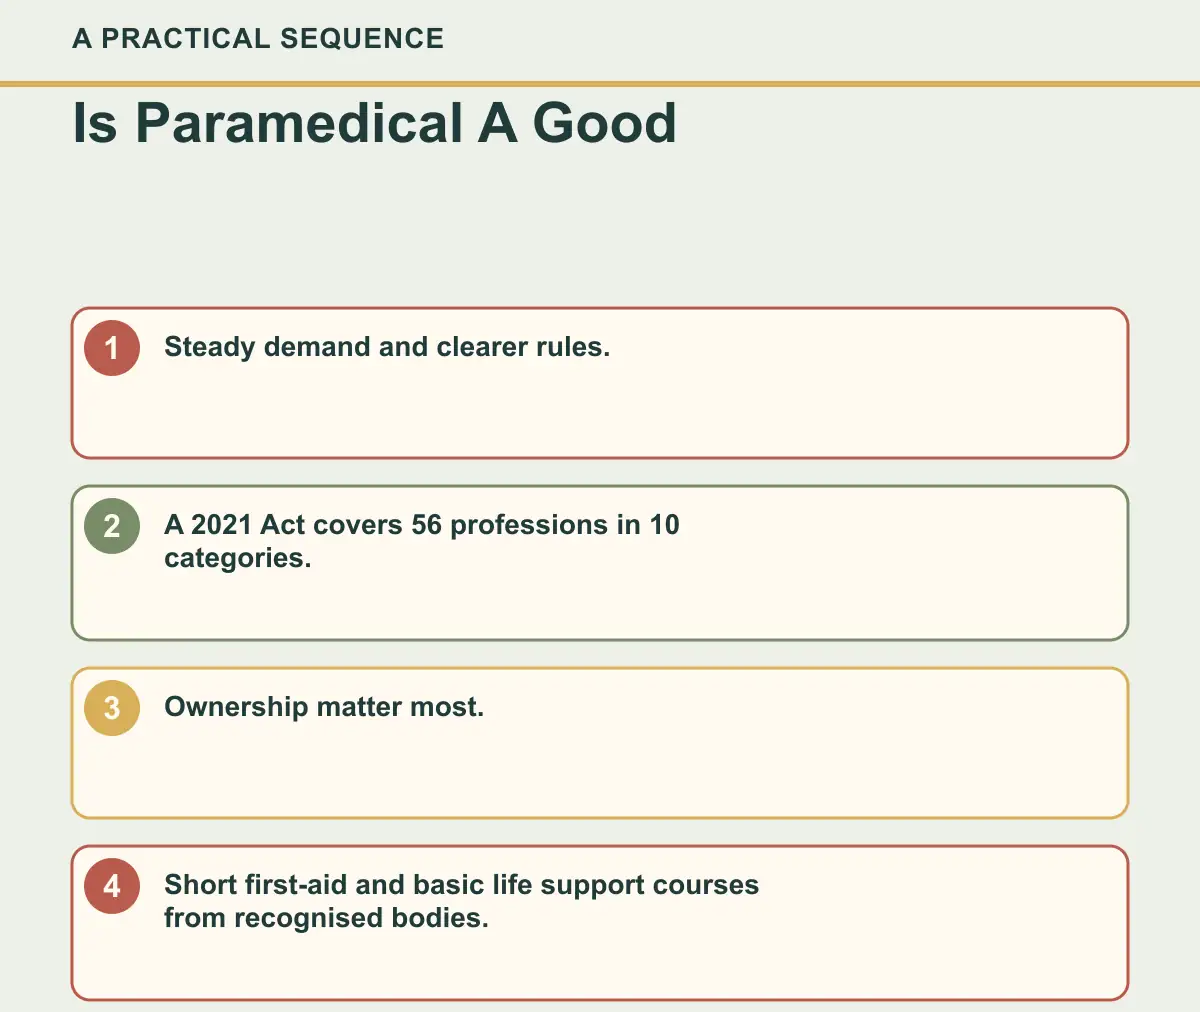 A PRACTICAL SEQUENCE
Is Paramedical A Good
1
Steady demand and clearer rules.
2
A 2021 Act covers 56 professions in 10
categories.
3
Ownership matter most.
4
Short first-aid and basic life support courses
from recognised bodies.